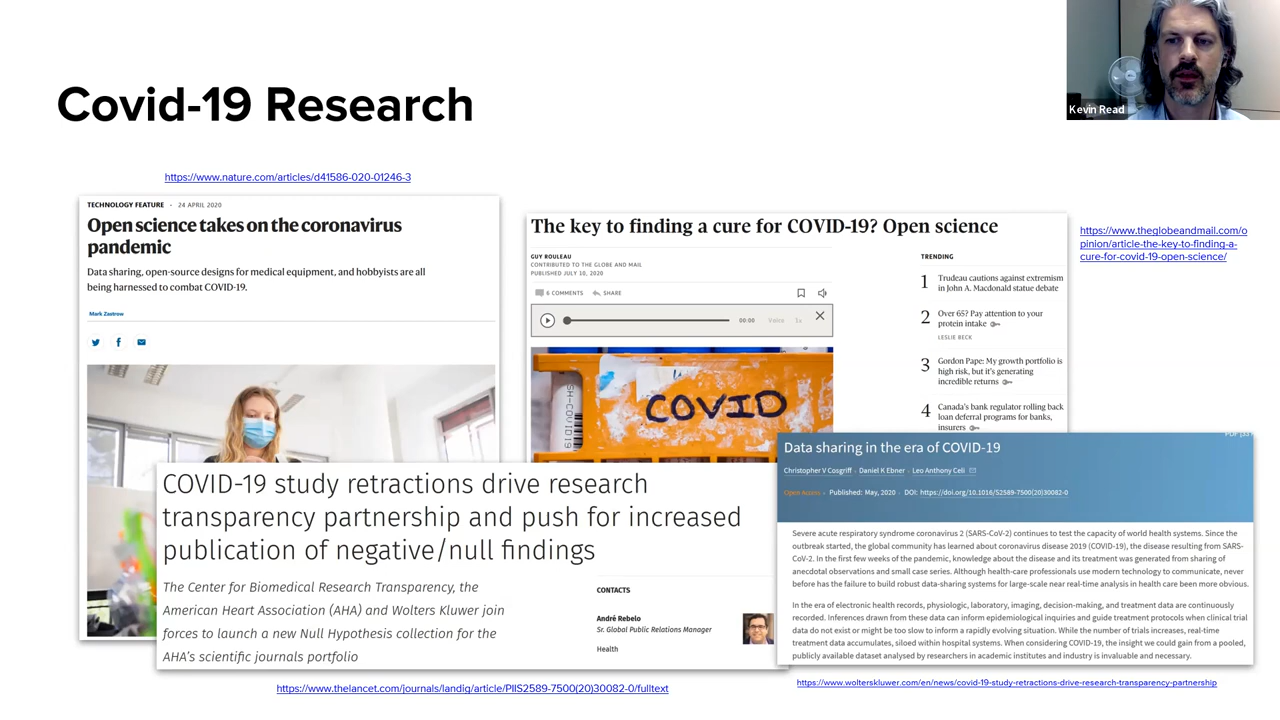 Covid-19 Research
Kevin Read
https://www.nature.com/articles/d41586-020-01246-3
TECHNOLOGY FEATURE · 24 APRIL 2020
Open science takes on the coronavirus
pandemic
Data sharing, open-source designs for medical equipment, and hobbyists are all
being harnessed to combat COVID-19.
Mark Zastrow
The key to finding a cure for COVID-19? Open science
GUY ROULEAU
CONTRIBUTED TO THE GLOBE AND MAIL
PUBLISHED JULY 10, 2020
6 COMMENTS SHARE
00:00
1x
COVID
SH-COVID19
TRENDING
1 Trudeau cautions against extremism
in John A. Macdonald statue debate
2 Over 65? Pay attention to your
protein intake
LESLIE BECK
3 Gordon Pape: My growth portfolio is
high risk, but it's generating
incredible returns
4 Canada's bank regulator rolling back
loan deferral programs for banks,
insurers
https://www.theglobeandmail.com/o
pinion/article-the-key-to-finding-a-
cure-for-covid-19-open-science/
COVID-19 study retractions drive research
transparency partnership and push for increased
publication of negative/null findings
The Center for Biomedical Research Transparency, the
American Heart Association (AHA) and Wolters Kluwer join
forces to launch a new Null Hypothesis collection for the
AHA's scientific journals portfolio
CONTACTS
André Rebelo
Sr. Global Public Relations Manager
Health
https://www.thelancet.com/journals/landig/article/PIIS2589-7500(20)30082-0/fulltext
Data sharing in the era of COVID-19
Christopher V Cosgriff · Daniel K Ebner · Leo Anthony Celi
Open Access · Published: May, 2020 · DOI: https://doi.org/10.1016/S2589-7500(20)30082-0
Severe acute respiratory syndrome coronavirus 2 (SARS-CoV-2) continues to test the capacity of world health systems. Since the
outbreak started, the global community has learned about coronavirus disease 2019 (COVID-19), the disease resulting from SARS-
CoV-2. In the first few weeks of the pandemic, knowledge about the disease and its treatment was generated from sharing of
anecdotal observations and small case series. Although health-care professionals use modern technology to communicate, never
before has the failure to build robust data-sharing systems for large-scale near real-time analysis in health care been more obvious.
In the era of electronic health records, physiologic, laboratory, imaging, decision-making, and treatment data are continuously
recorded. Inferences drawn from these data can inform epidemiological inquiries and guide treatment protocols when clinical trial
data do not exist or might be too slow to inform a rapidly evolving situation. While the number of trials increases, real-time
treatment data accumulates, siloed within hospital systems. When considering COVID-19, the insight we could gain from a pooled,
publicly available dataset analysed by researchers in academic institutes and industry is invaluable and necessary.
https://www.wolterskluwer.com/en/news/covid-19-study-retractions-drive-research-transparency-partnership